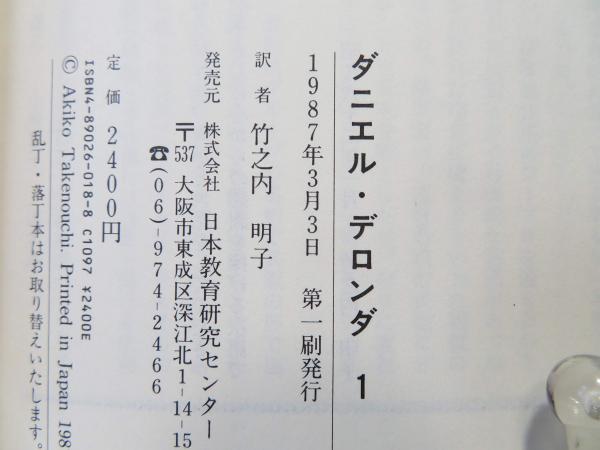 ダニエル・デロンダ 1
1987年3月3日 第一刷発行
訳者 竹之内 明子
発売元 株式会社 日本教育研究センター
〒537 大阪市東成区深江北1-14-15
☎(06)-974-2466
定価 2400円
ISBN4-89026-018-8 C1097 ¥2400E
© Akiko Takenouchi. Printed in Japan 198
乱丁・落丁本はお取り替えいたします。